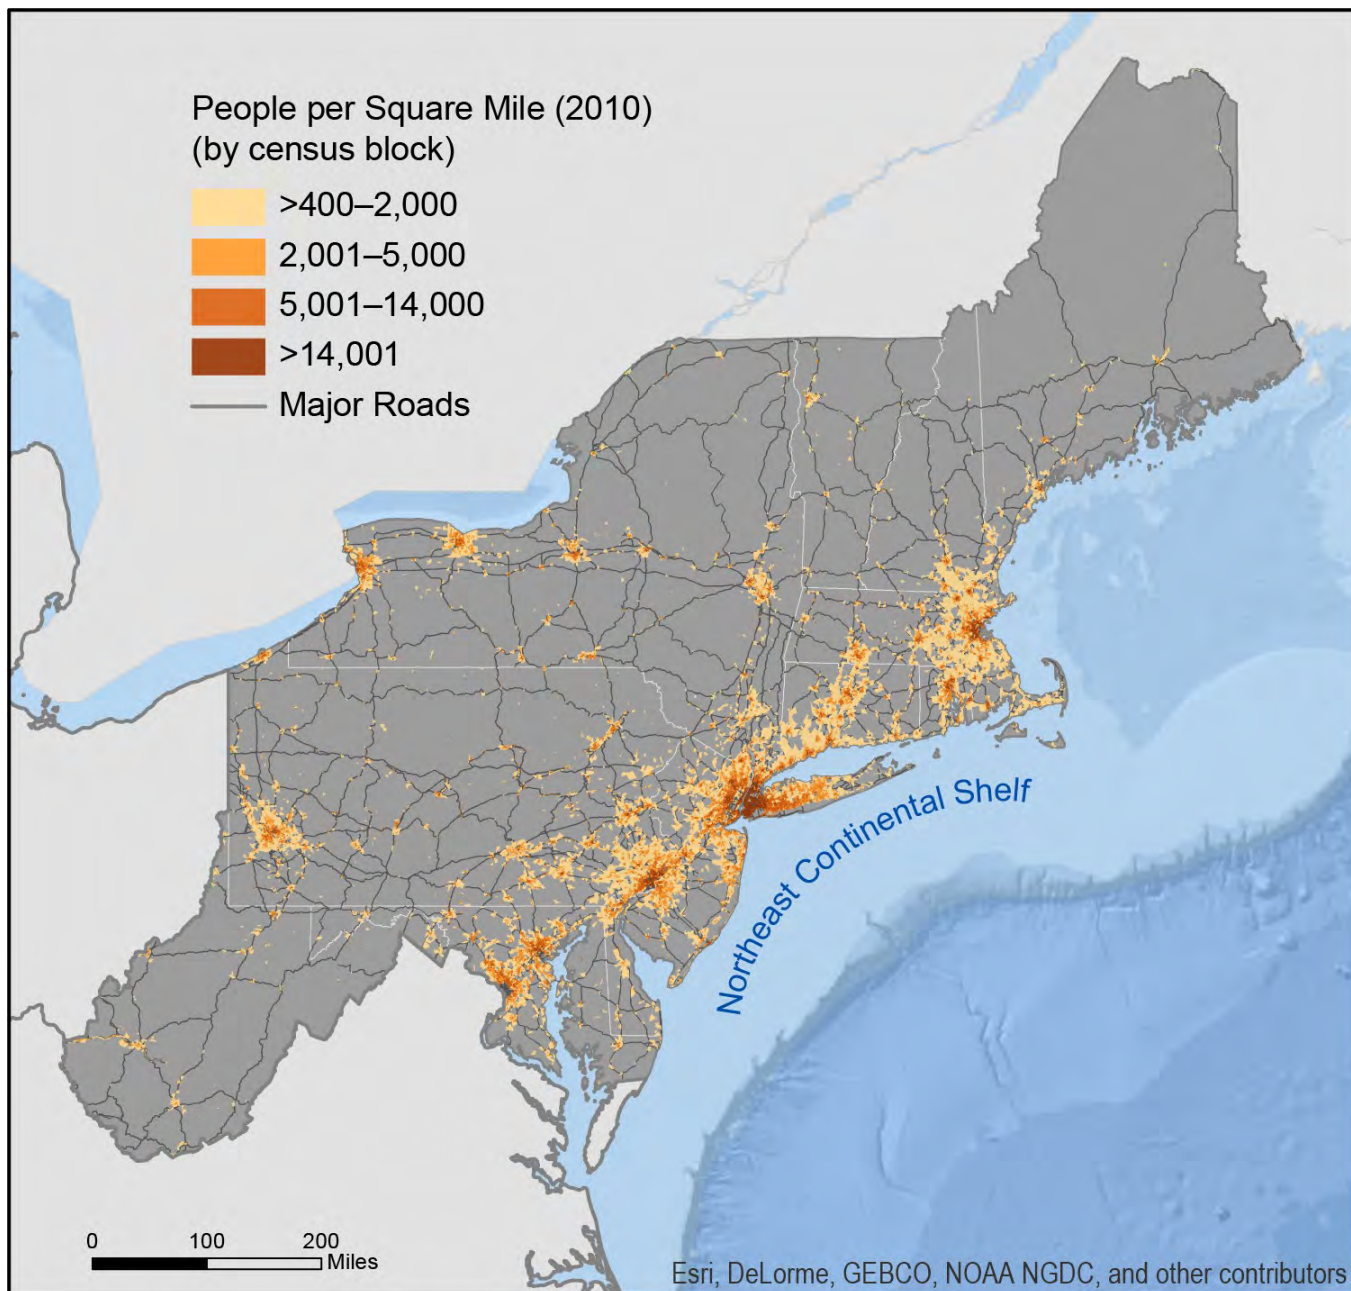 People per Square Mile (2010)
(by census block)
>400–2,000
2,001–5,000
5,001–14,000
>14,001
Major Roads
Northeast Continental Shelf
0 100 200
Miles
Esri, DeLorme, GEBCO, NOAA NGDC, and other contributors